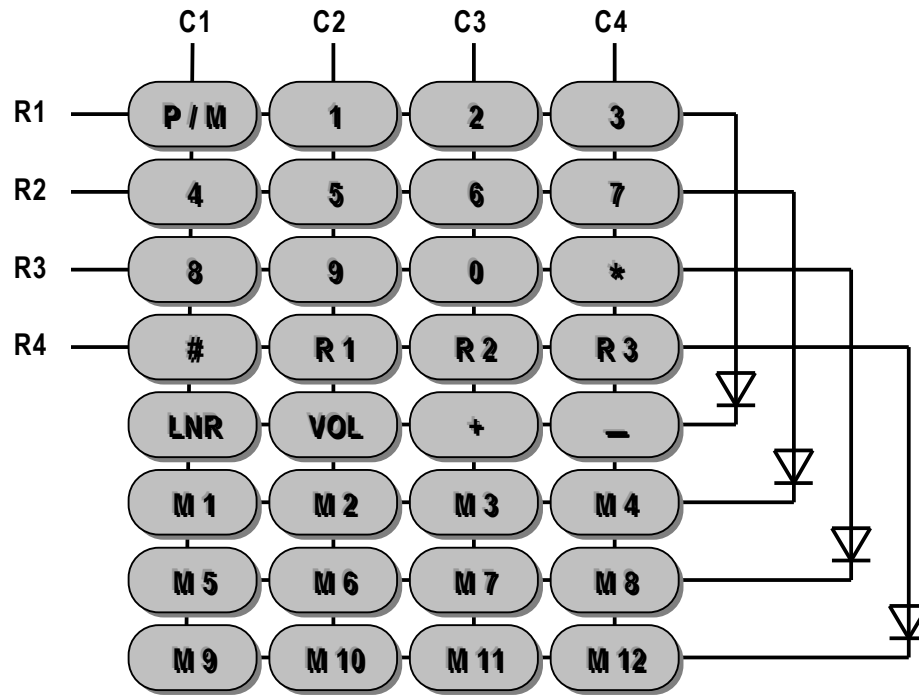 C1 C2 C3 C4
R1 P / M 1 2 3
R2 4 5 6 7
R3 8 9 0 *
R4 # R 1 R 2 R 3
LNR VOL + –
M 1 M 2 M 3 M 4
M 5 M 6 M 7 M 8
M 9 M 10 M 11 M 12